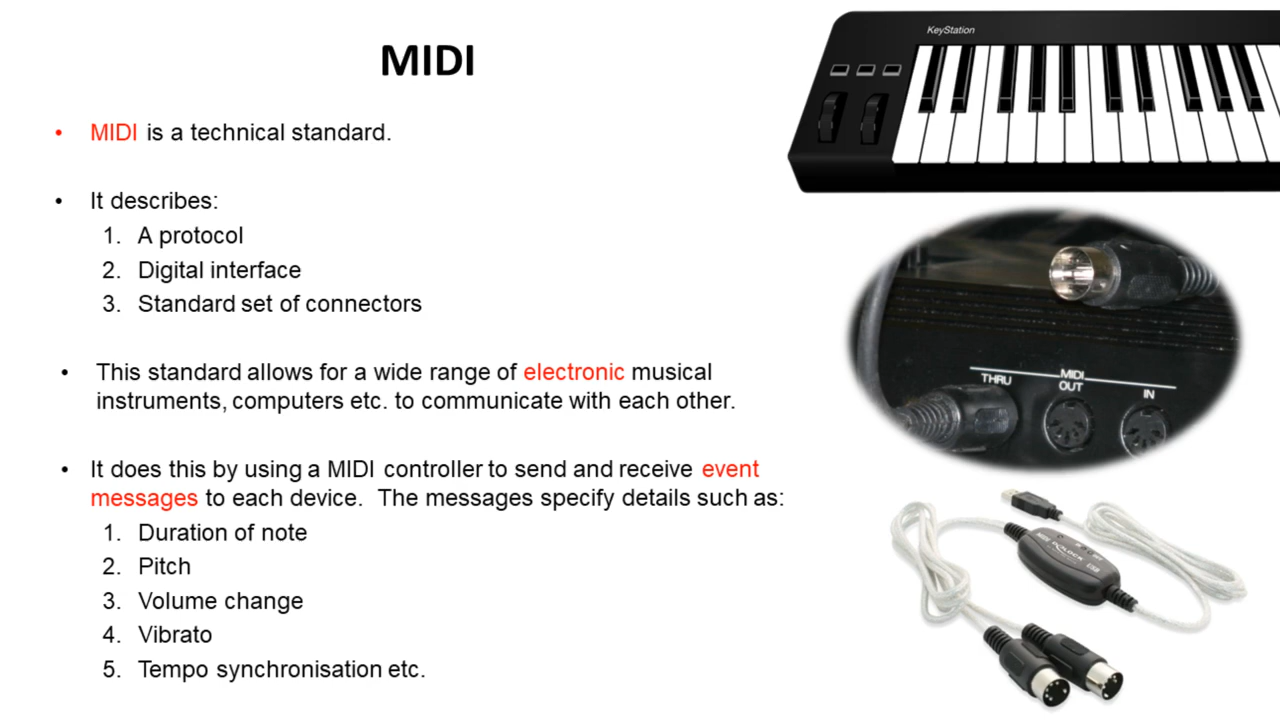 MIDI
KeyStation
• MIDI is a technical standard.
• It describes:
1. A protocol
2. Digital interface
3. Standard set of connectors
• This standard allows for a wide range of electronic musical
instruments, computers etc. to communicate with each other.
MIDI
THRU OUT IN
• It does this by using a MIDI controller to send and receive event
messages to each device. The messages specify details such as:
1. Duration of note
2. Pitch
3. Volume change
4. Vibrato
5. Tempo synchronisation etc.
MIDI DELOCK USB